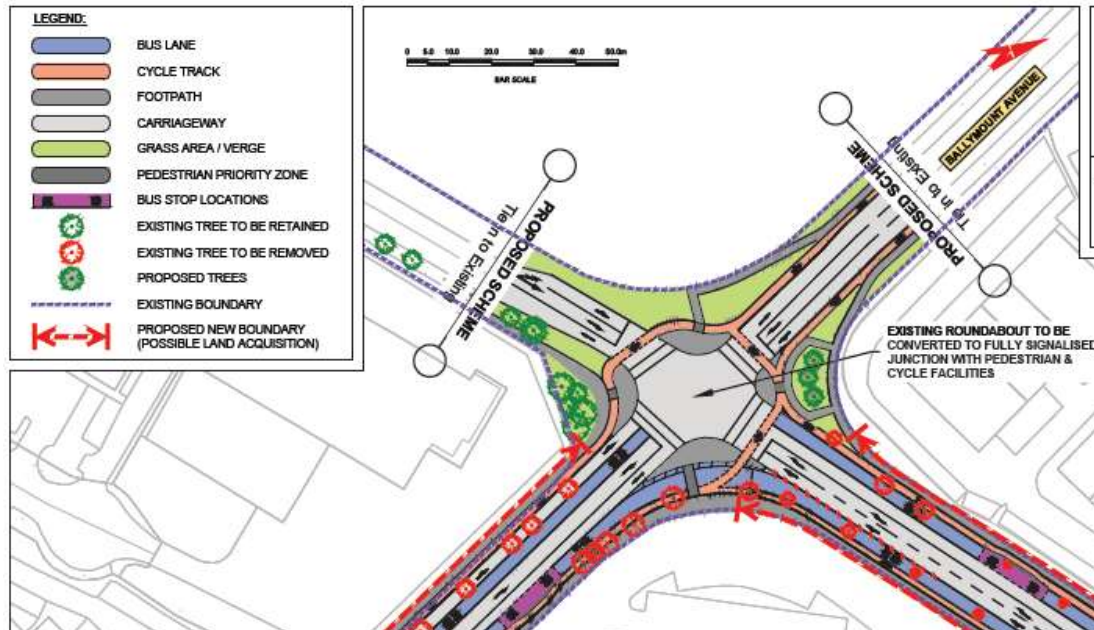 LEGEND:
BUS LANE
CYCLE TRACK
FOOTPATH
CARRIAGEWAY
GRASS AREA / VERGE
PEDESTRIAN PRIORITY ZONE
BUS STOP LOCATIONS
EXISTING TREE TO BE RETAINED
EXISTING TREE TO BE REMOVED
PROPOSED TREES
EXISTING BOUNDARY
PROPOSED NEW BOUNDARY
(POSSIBLE LAND ACQUISITION)
0 5.0 10.0 20.0 30.0 40.0 50.0m
BAR SCALE
BALLYMOUNT AVENUE
PROPOSED SCHEME
Tie in to Existing
Tie in to Existing
PROPOSED SCHEME
EXISTING ROUNDABOUT TO BE
CONVERTED TO FULLY SIGNALISED
JUNCTION WITH PEDESTRIAN &
CYCLE FACILITIES